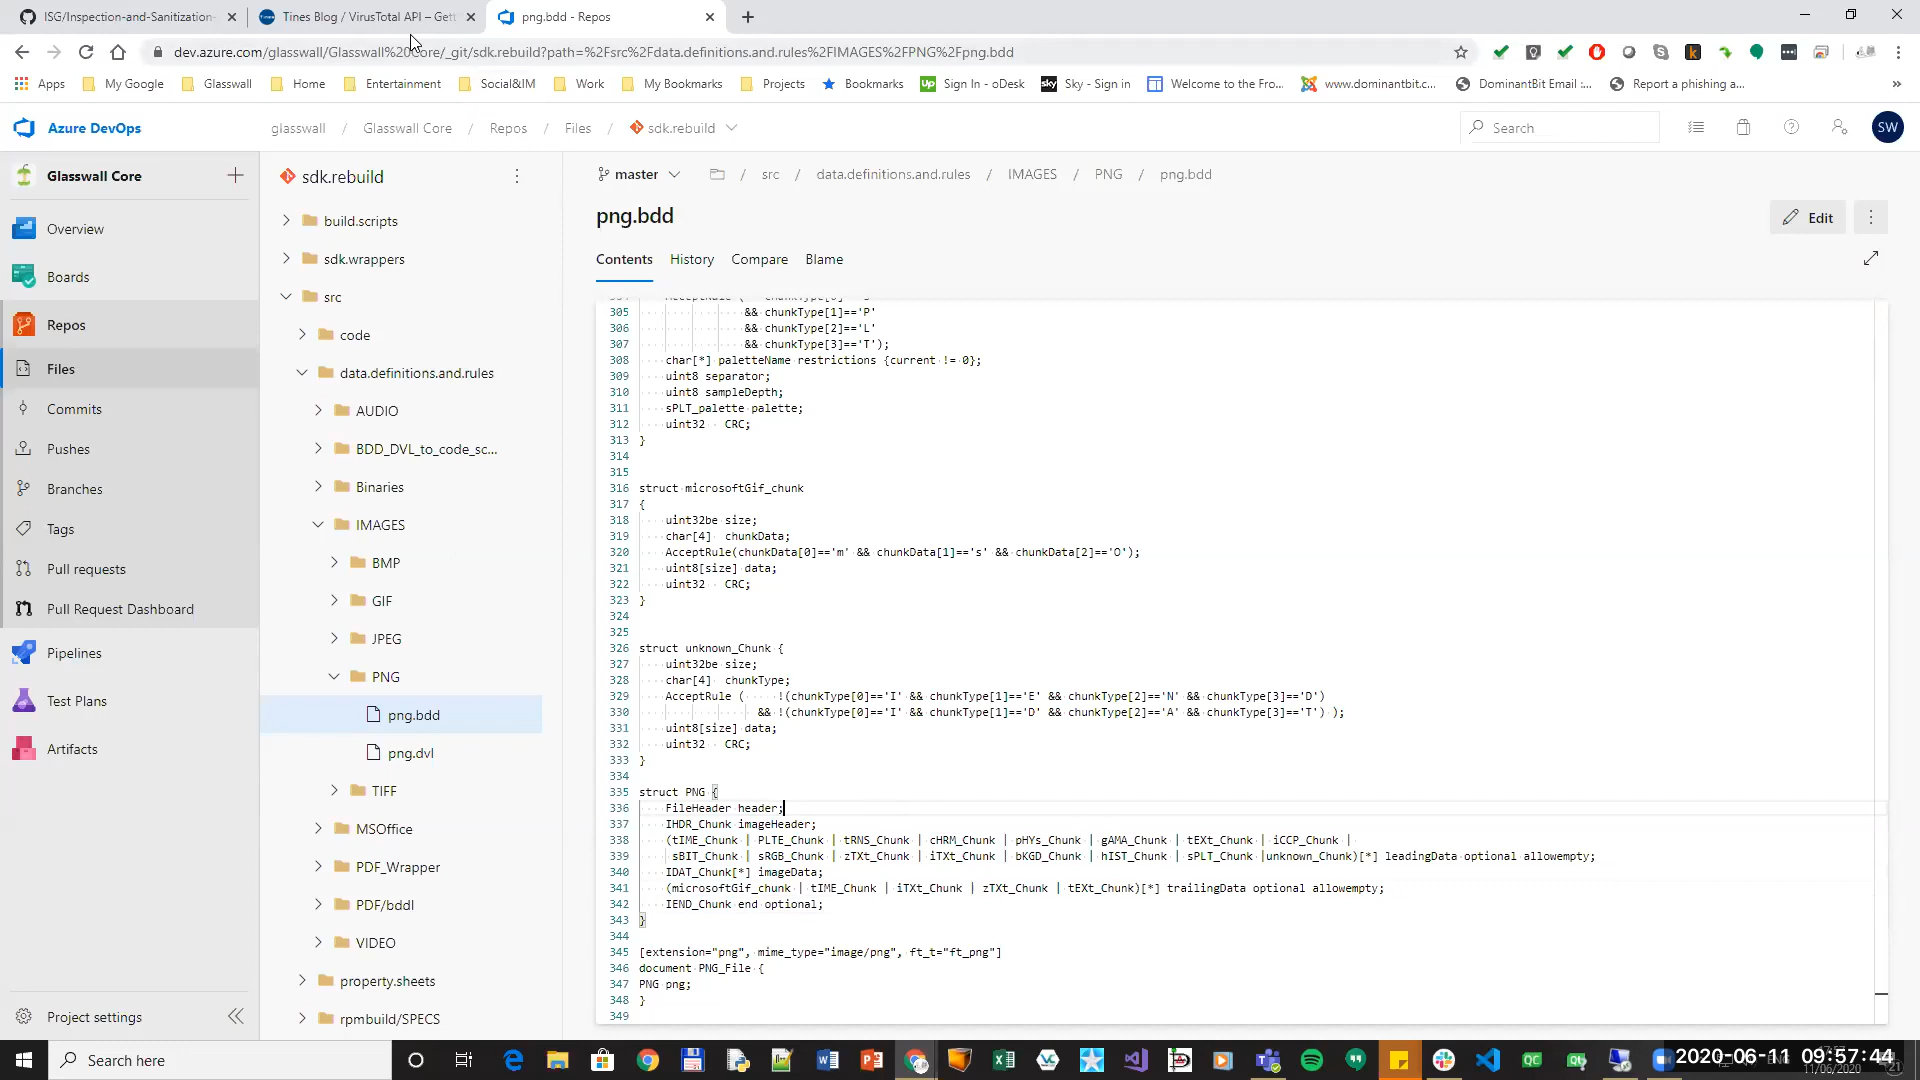 ISG/Inspection-and-Sanitization-
Tines Blog / VirusTotal API – Gett
png.bdd - Repos
dev.azure.com/glasswall/Glasswall%20Core/_git/sdk.rebuild?path=%2Fsrc%2Fdata.definitions.and.rules%2FIMAGES%2FPNG%2Fpng.bdd
Apps
My Google
Glasswall
Home
Entertainment
Social&IM
Work
My Bookmarks
Projects
Bookmarks
Sign In - oDesk
Sky - Sign in
Welcome to the Fro...
www.dominantbit.c...
DominantBit Email :...
Report a phishing a...
Azure DevOps
glasswall / Glasswall Core / Repos / Files / sdk.rebuild
Search
SW
Glasswall Core
Overview
Boards
Repos
Files
Commits
Pushes
Branches
Tags
Pull requests
Pull Request Dashboard
Pipelines
Test Plans
Artifacts
Project settings
sdk.rebuild
build.scripts
sdk.wrappers
src
code
data.definitions.and.rules
AUDIO
BDD_DVL_to_code_sc...
Binaries
IMAGES
BMP
GIF
JPEG
PNG
png.bdd
png.dvl
TIFF
MSOffice
PDF_Wrapper
PDF/bddl
VIDEO
property.sheets
rpmbuild/SPECS
master / src / data.definitions.and.rules / IMAGES / PNG / png.bdd
png.bdd
Edit
Contents History Compare Blame
305 && chunkType[1]=='P'
306 && chunkType[2]=='L'
307 && chunkType[3]=='T');
308 char[*] paletteName restrictions {current != 0};
309 uint8 separator;
310 uint8 sampleDepth;
311 sPLT_palette palette;
312 uint32 CRC;
313 }
314
315
316 struct microsoftGif_chunk
317 {
318 uint32be size;
319 char[4] chunkData;
320 AcceptRule(chunkData[0]=='m' && chunkData[1]=='s' && chunkData[2]=='O');
321 uint8[size] data;
322 uint32 CRC;
323 }
324
325
326 struct unknown_Chunk {
327 uint32be size;
328 char[4] chunkType;
329 AcceptRule ( !(chunkType[0]=='I' && chunkType[1]=='E' && chunkType[2]=='N' && chunkType[3]=='D')
330 && !(chunkType[0]=='I' && chunkType[1]=='D' && chunkType[2]=='A' && chunkType[3]=='T') );
331 uint8[size] data;
332 uint32 CRC;
333 }
334
335 struct PNG {
336 FileHeader header;
337 IHDR_Chunk imageHeader;
338 (tIME_Chunk | PLTE_Chunk | tRNS_Chunk | cHRM_Chunk | pHYs_Chunk | gAMA_Chunk | tEXt_Chunk | iCCP_Chunk |
339 sBIT_Chunk | sRGB_Chunk | zTXt_Chunk | iTXt_Chunk | bKGD_Chunk | hIST_Chunk | sPLT_Chunk |unknown_Chunk)[*] leadingData optional allowempty;
340 IDAT_Chunk[*] imageData;
341 (microsoftGif_chunk | tIME_Chunk | iTXt_Chunk | zTXt_Chunk | tEXt_Chunk)[*] trailingData optional allowempty;
342 IEND_Chunk end optional;
343 }
344
345 [extension="png", mime_type="image/png", ft_t="ft_png"]
346 document PNG_File {
347 PNG png;
348 }
349
Search here
2020-06-11 09:57:44
11/06/2020